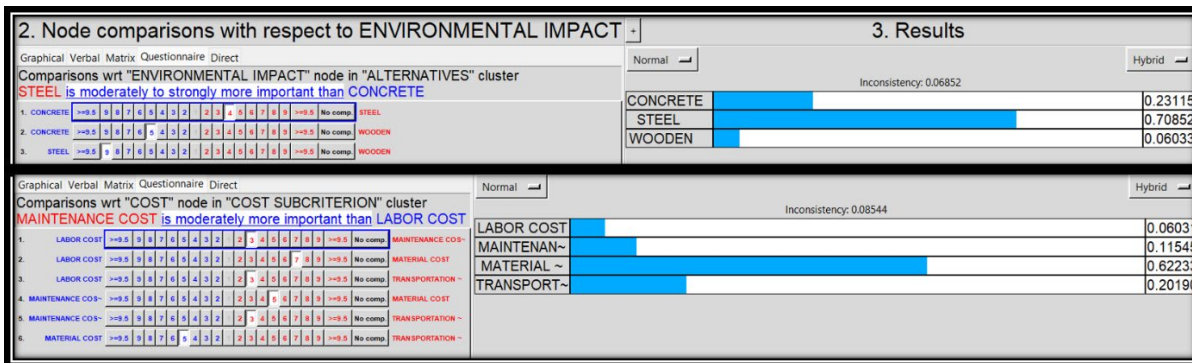 2. Node comparisons with respect to ENVIRONMENTAL IMPACT + 3. Results
Graphical Verbal Matrix Questionnaire Direct
Normal Hybrid
Comparisons wrt "ENVIRONMENTAL IMPACT" node in "ALTERNATIVES" cluster
STEEL is moderately to strongly more important than CONCRETE
Inconsistency: 0.06852
1. CONCRETE >=9.5 9 8 7 6 5 4 3 2 2 3 4 5 6 7 8 9 >=9.5 No comp. STEEL
2. CONCRETE >=9.5 9 8 7 6 5 4 3 2 2 3 4 5 6 7 8 9 >=9.5 No comp. WOODEN
3. STEEL >=9.5 9 8 7 6 5 4 3 2 2 3 4 5 6 7 8 9 >=9.5 No comp. WOODEN
CONCRETE 0.23115
STEEL 0.70852
WOODEN 0.06033
Graphical Verbal Matrix Questionnaire Direct
Normal Hybrid
Comparisons wrt "COST" node in "COST SUBCRITERION" cluster
MAINTENANCE COST is moderately more important than LABOR COST
Inconsistency: 0.08544
1. LABOR COST >=9.5 9 8 7 6 5 4 3 2 2 3 4 5 6 7 8 9 >=9.5 No comp. MAINTENANCE COS~
2. LABOR COST >=9.5 9 8 7 6 5 4 3 2 2 3 4 5 6 7 8 9 >=9.5 No comp. MATERIAL COST
3. LABOR COST >=9.5 9 8 7 6 5 4 3 2 2 3 4 5 6 7 8 9 >=9.5 No comp. TRANSPORTATION ~
4. MAINTENANCE COS~ >=9.5 9 8 7 6 5 4 3 2 2 3 4 5 6 7 8 9 >=9.5 No comp. MATERIAL COST
5. MAINTENANCE COS~ >=9.5 9 8 7 6 5 4 3 2 2 3 4 5 6 7 8 9 >=9.5 No comp. TRANSPORTATION ~
6. MATERIAL COST >=9.5 9 8 7 6 5 4 3 2 2 3 4 5 6 7 8 9 >=9.5 No comp. TRANSPORTATION ~
LABOR COST 0.06031
MAINTENAN~ 0.11545
MATERIAL ~ 0.62233
TRANSPORT~ 0.20190